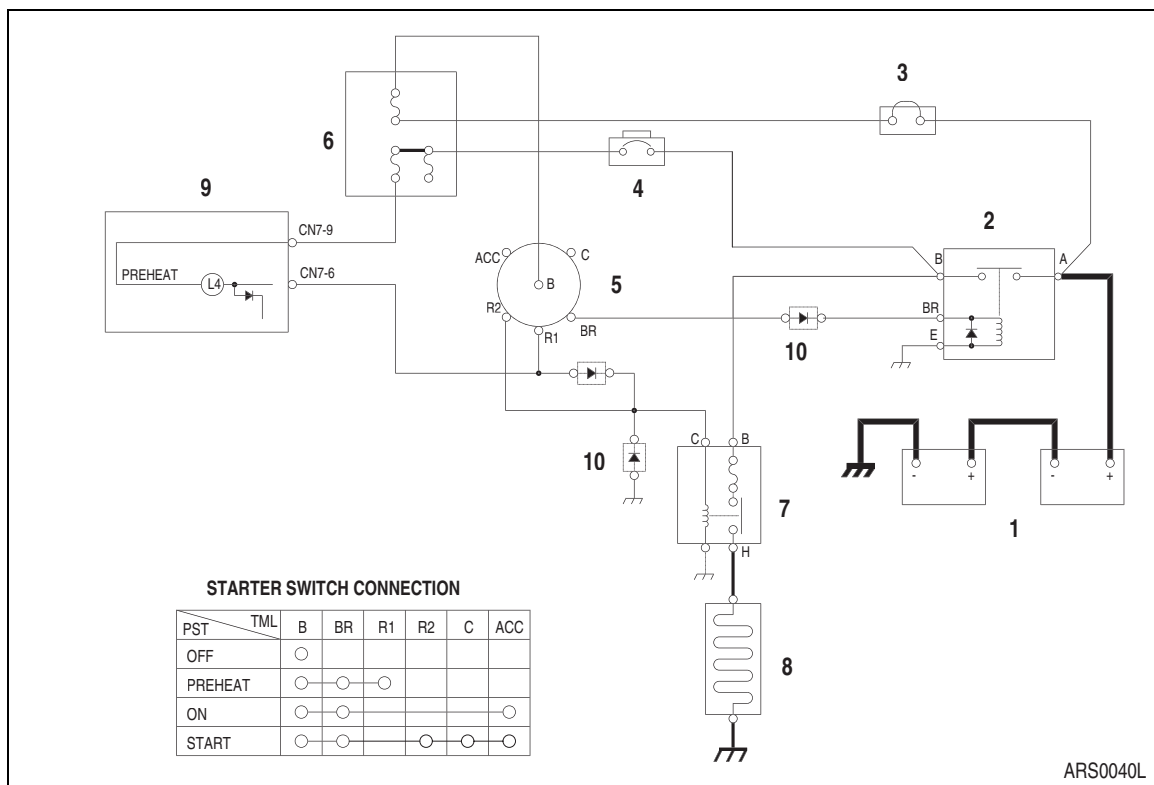 3
6
4
9
2
CN7-9
B
A
ACC
C
CN7-6
PREHEAT
L4
B
5
R2
BR
BR
R1
E
10
10
C
B
-
+
-
+
7
1
H
STARTER SWITCH CONNECTION
PST TML B BR R1 R2 C ACC
OFF
PREHEAT
ON
START
8
ARS0040L